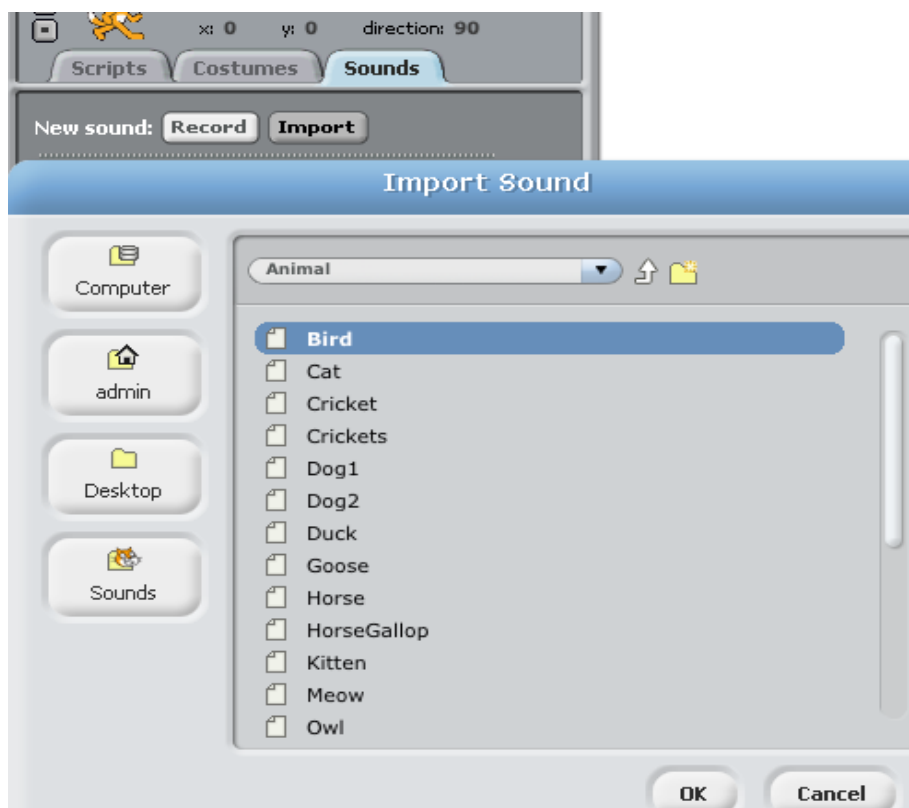 x: 0 y: 0 direction: 90
Scripts Costumes Sounds
New sound: Record Import
Import Sound
Computer
admin
Desktop
Sounds
Animal
Bird
Cat
Cricket
Crickets
Dog1
Dog2
Duck
Goose
Horse
HorseGallop
Kitten
Meow
Owl
OK Cancel